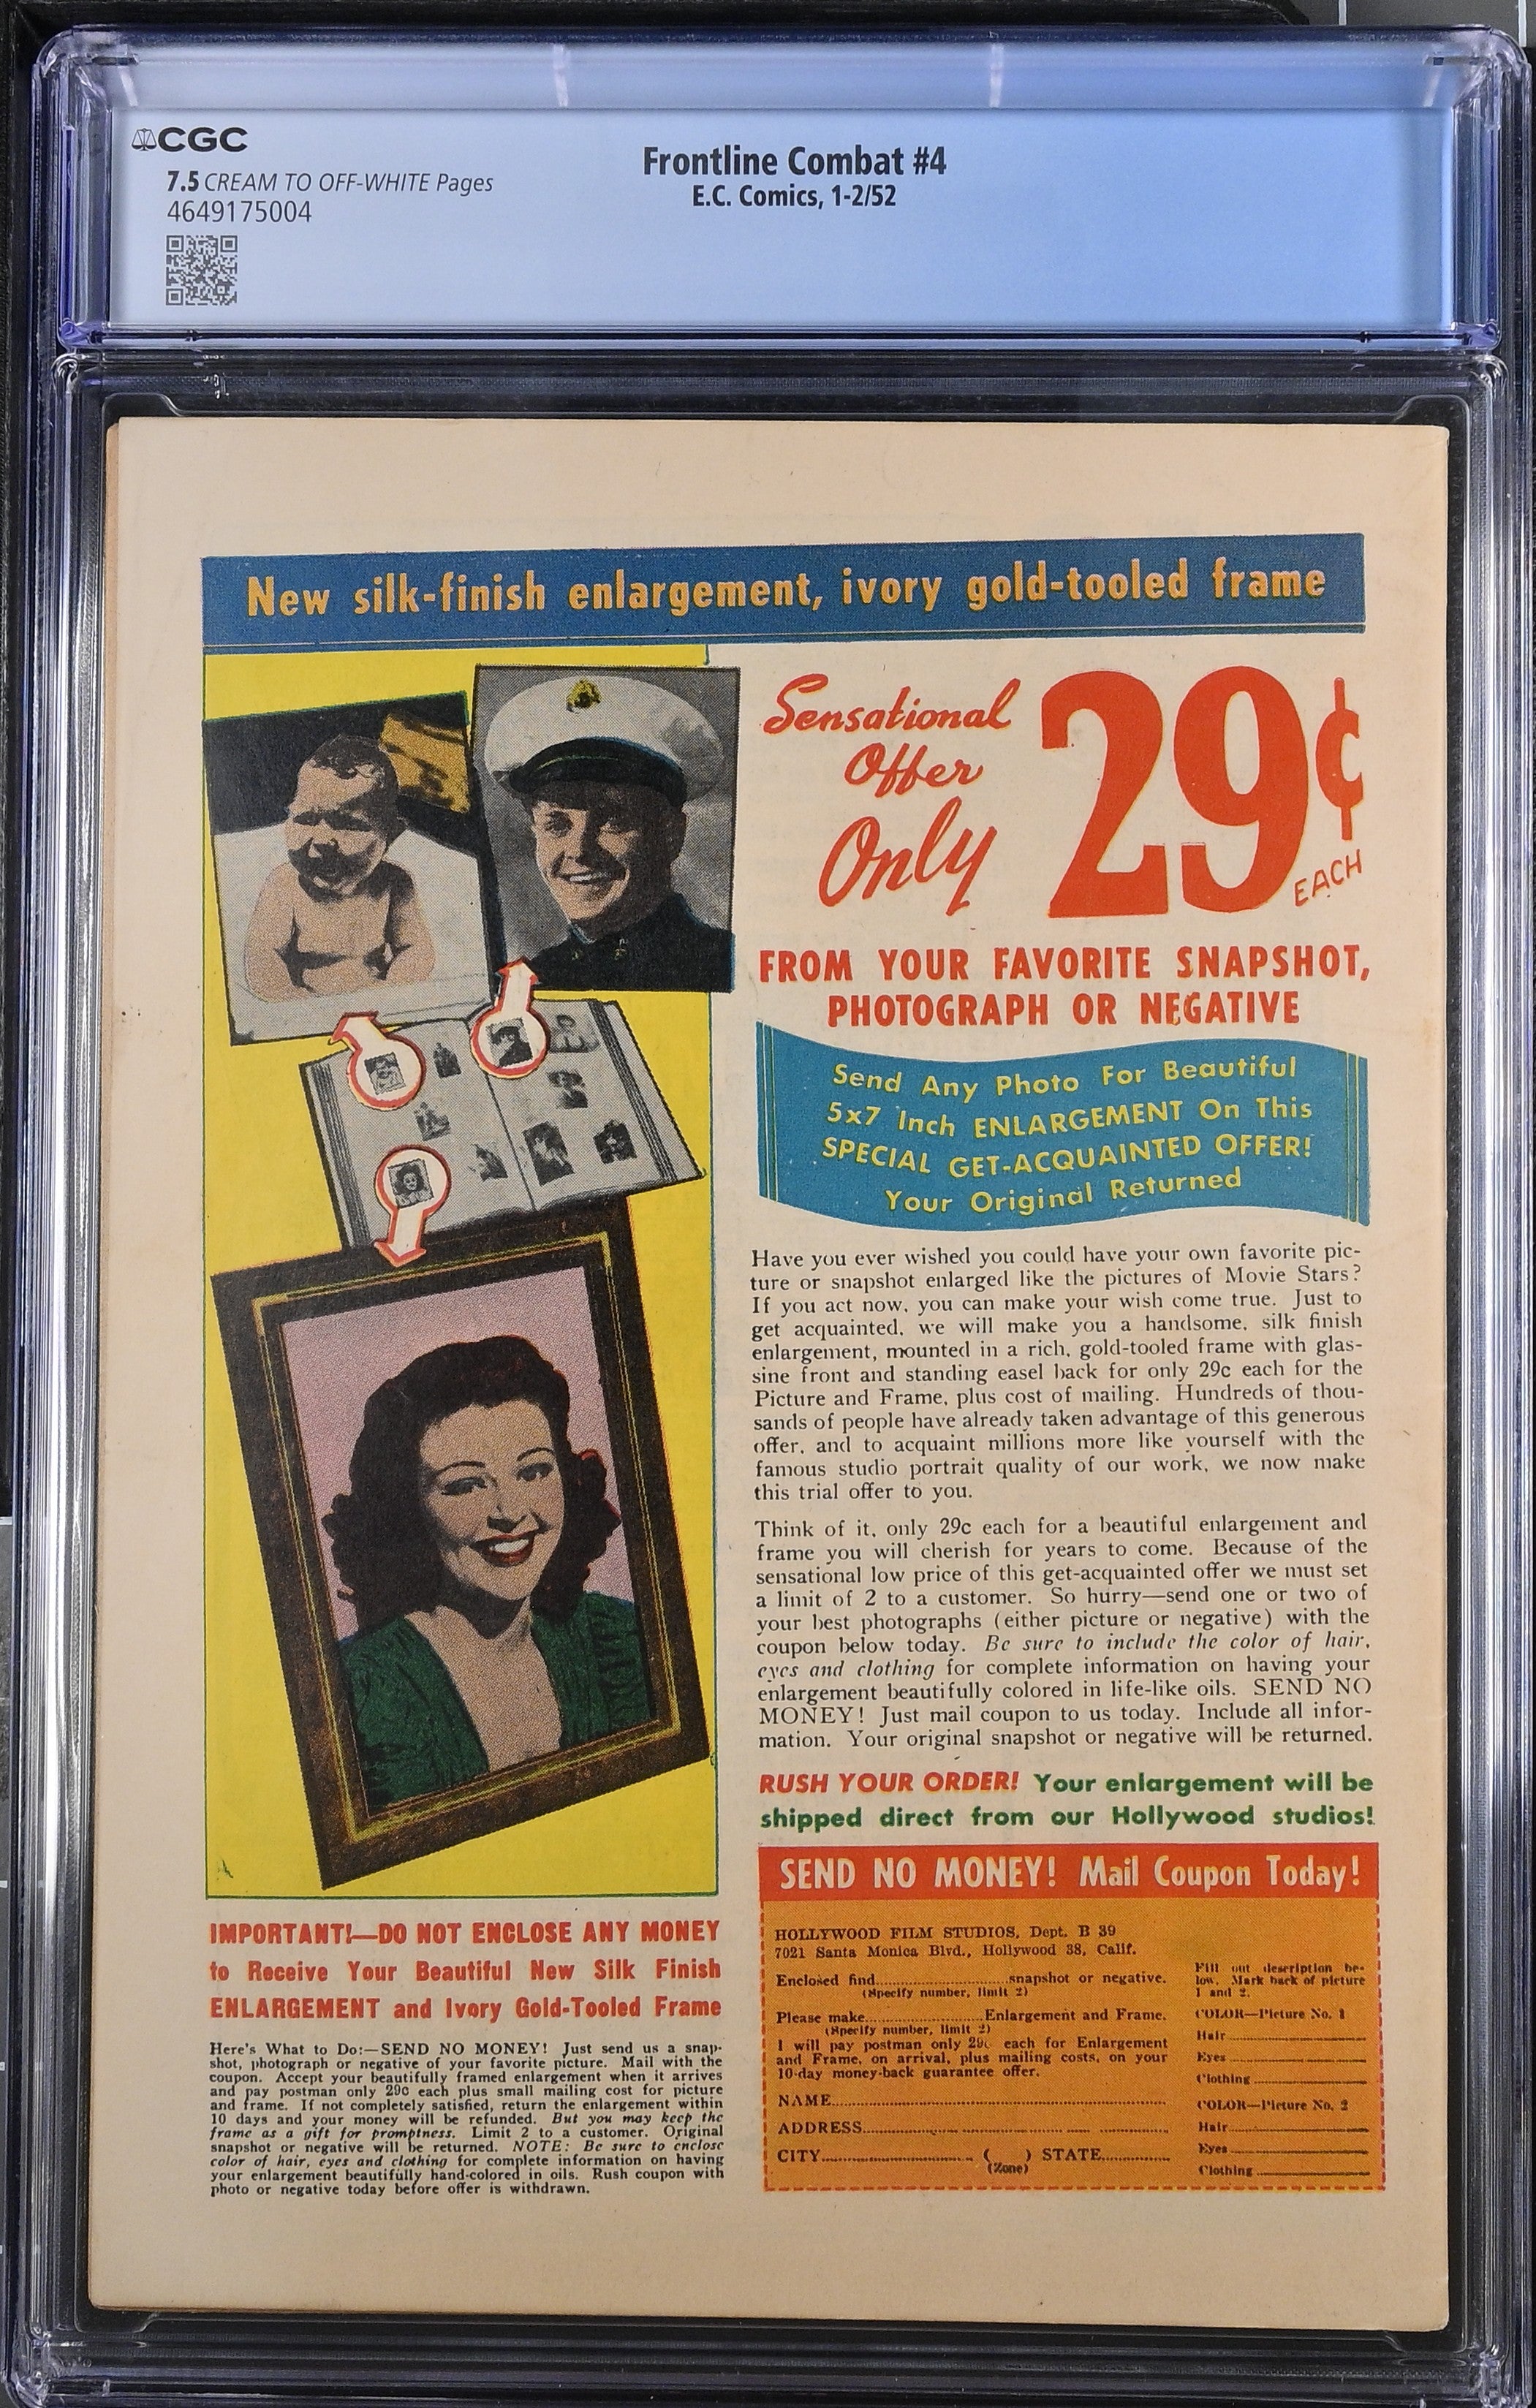 CGC
7.5 CREAM TO OFF-WHITE Pages
4649175004
Frontline Combat #4
E.C. Comics, 1-2/52
New silk-finish enlargement, ivory gold-tooled frame
Sensational
Offer
Only
29¢
EACH
FROM YOUR FAVORITE SNAPSHOT,
PHOTOGRAPH OR NEGATIVE
Send Any Photo For Beautiful
5x7 Inch ENLARGEMENT On This
SPECIAL GET-ACQUAINTED OFFER!
Your Original Returned
Have you ever wished you could have your own favorite pic-
ture or snapshot enlarged like the pictures of Movie Stars?
If you act now, you can make your wish come true. Just to
get acquainted, we will make you a handsome, silk finish
enlargement, mounted in a rich, gold-tooled frame with glas-
sine front and standing easel back for only 29c each for the
Picture and Frame, plus cost of mailing. Hundreds of thou-
sands of people have already taken advantage of this generous
offer, and to acquaint millions more like yourself with the
famous studio portrait quality of our work, we now make
this trial offer to you.
Think of it, only 29c each for a beautiful enlargement and
frame you will cherish for years to come. Because of the
sensational low price of this get-acquainted offer we must set
a limit of 2 to a customer. So hurry—send one or two of
your best photographs (either picture or negative) with the
coupon below today. Be sure to include the color of hair,
eyes and clothing for complete information on having your
enlargement beautifully colored in life-like oils. SEND NO
MONEY! Just mail coupon to us today. Include all infor-
mation. Your original snapshot or negative will be returned.
RUSH YOUR ORDER! Your enlargement will be
shipped direct from our Hollywood studios!
IMPORTANT!—DO NOT ENCLOSE ANY MONEY
to Receive Your Beautiful New Silk Finish
ENLARGEMENT and Ivory Gold-Tooled Frame
Here's What to Do:—SEND NO MONEY! Just send us a snap-
shot, photograph or negative of your favorite picture. Mail with the
coupon. Accept your beautifully framed enlargement when it arrives
and pay postman only 29c each plus small mailing cost for picture
and frame. If not completely satisfied, return the enlargement within
10 days and your money will be refunded. But you may keep the
frame as a gift for promptness. Limit 2 to a customer. Original
snapshot or negative will be returned. NOTE: Be sure to enclose
color of hair, eyes and clothing for complete information on having
your enlargement beautifully hand-colored in oils. Rush coupon with
photo or negative today before offer is withdrawn.
SEND NO MONEY! Mail Coupon Today!
HOLLYWOOD FILM STUDIOS, Dept. B 39
7021 Santa Monica Blvd., Hollywood 38, Calif.
Enclosed find..............................snapshot or negative.
(Specify number, limit 2)
Please make..........................Enlargement and Frame.
(Specify number, limit 2)
I will pay postman only 29c each for Enlargement
and Frame, on arrival, plus mailing costs, on your
10-day money-back guarantee offer.
NAME..............................
ADDRESS..............................
CITY.............................. ( ) STATE..............
(Zone)
Fill out description be-
low. Mark back of picture
1 and 2.
COLOR—Picture No. 1
Hair..............................
Eyes..............................
Clothing..............................
COLOR—Picture No. 2
Hair..............................
Eyes..............................
Clothing..............................